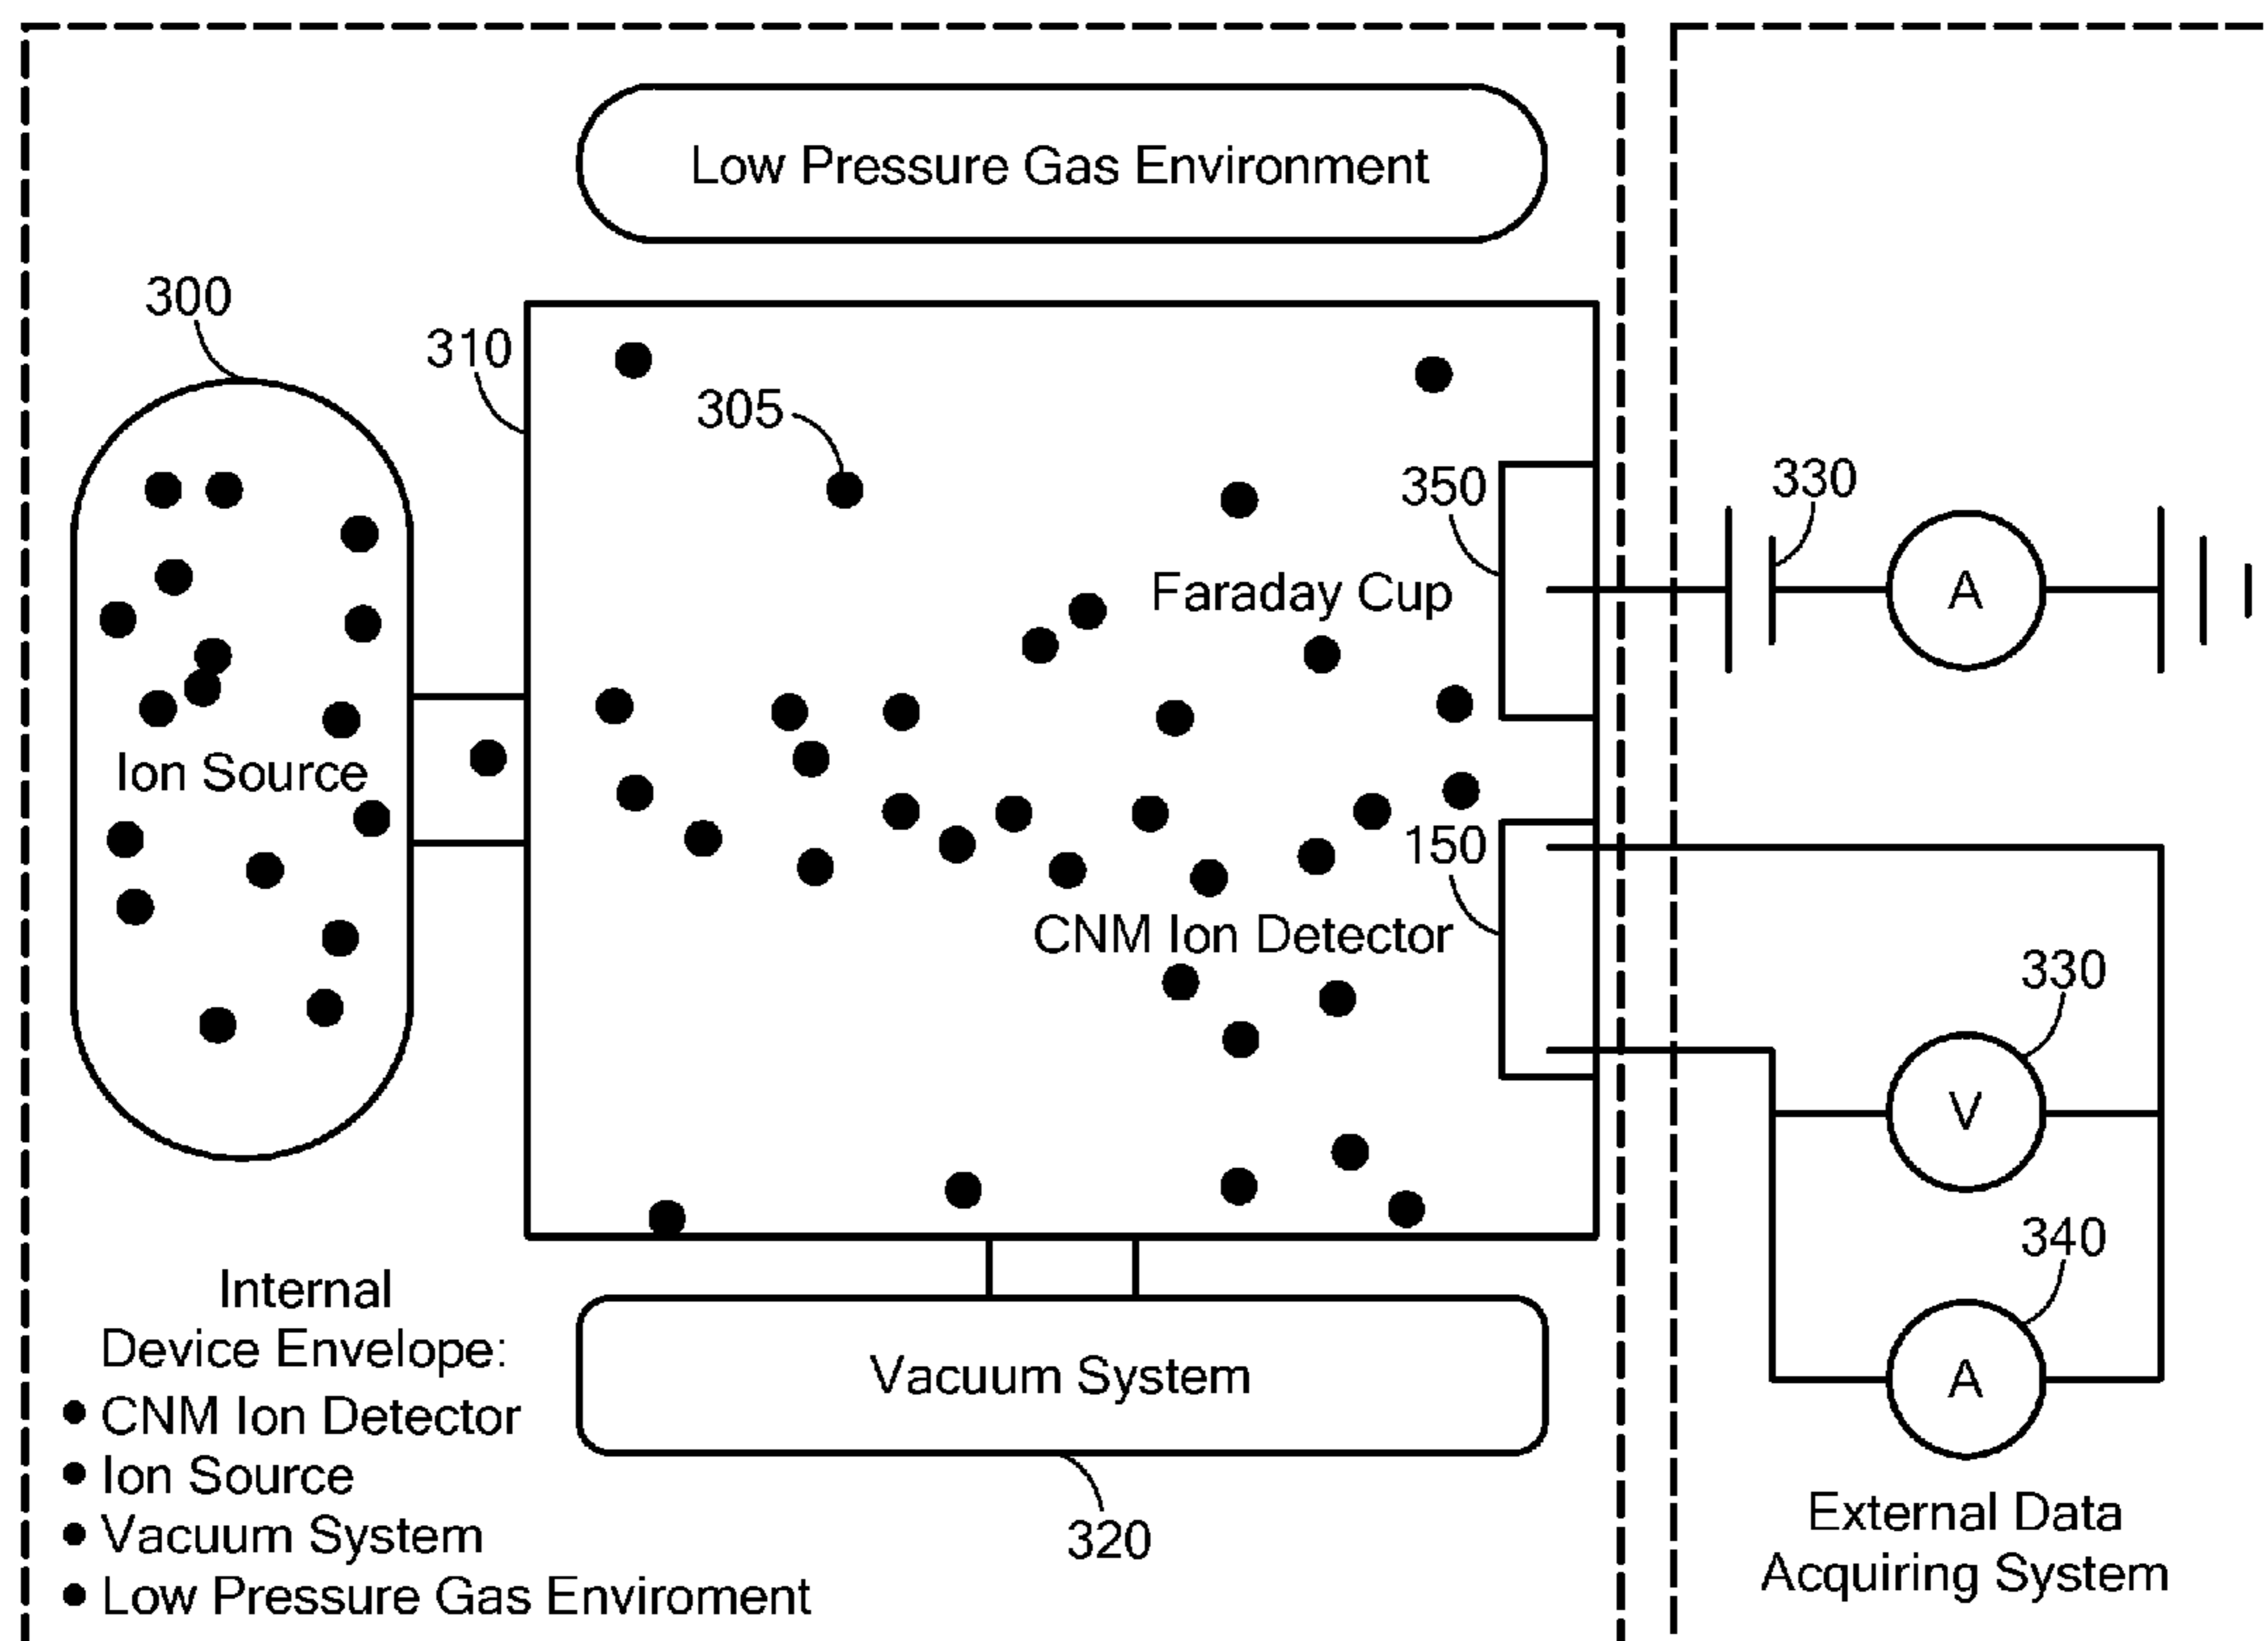 Low Pressure Gas Environment
300
310
305
350
330
Faraday Cup
A
Ion Source
150
CNM Ion Detector
330
V
340
A
Internal
Device Envelope:
• CNM Ion Detector
• Ion Source
• Vacuum System
• Low Pressure Gas Enviroment
Vacuum System
320
External Data
Acquiring System